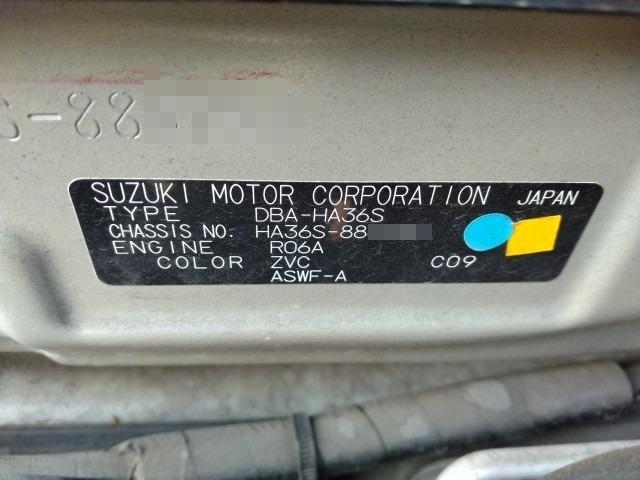 S-88
SUZUKI MOTOR CORPORATION JAPAN
TYPE DBA-HA36S
CHASSIS NO. HA36S-88
ENGINE R06A
COLOR ZVC C09
ASWF-A